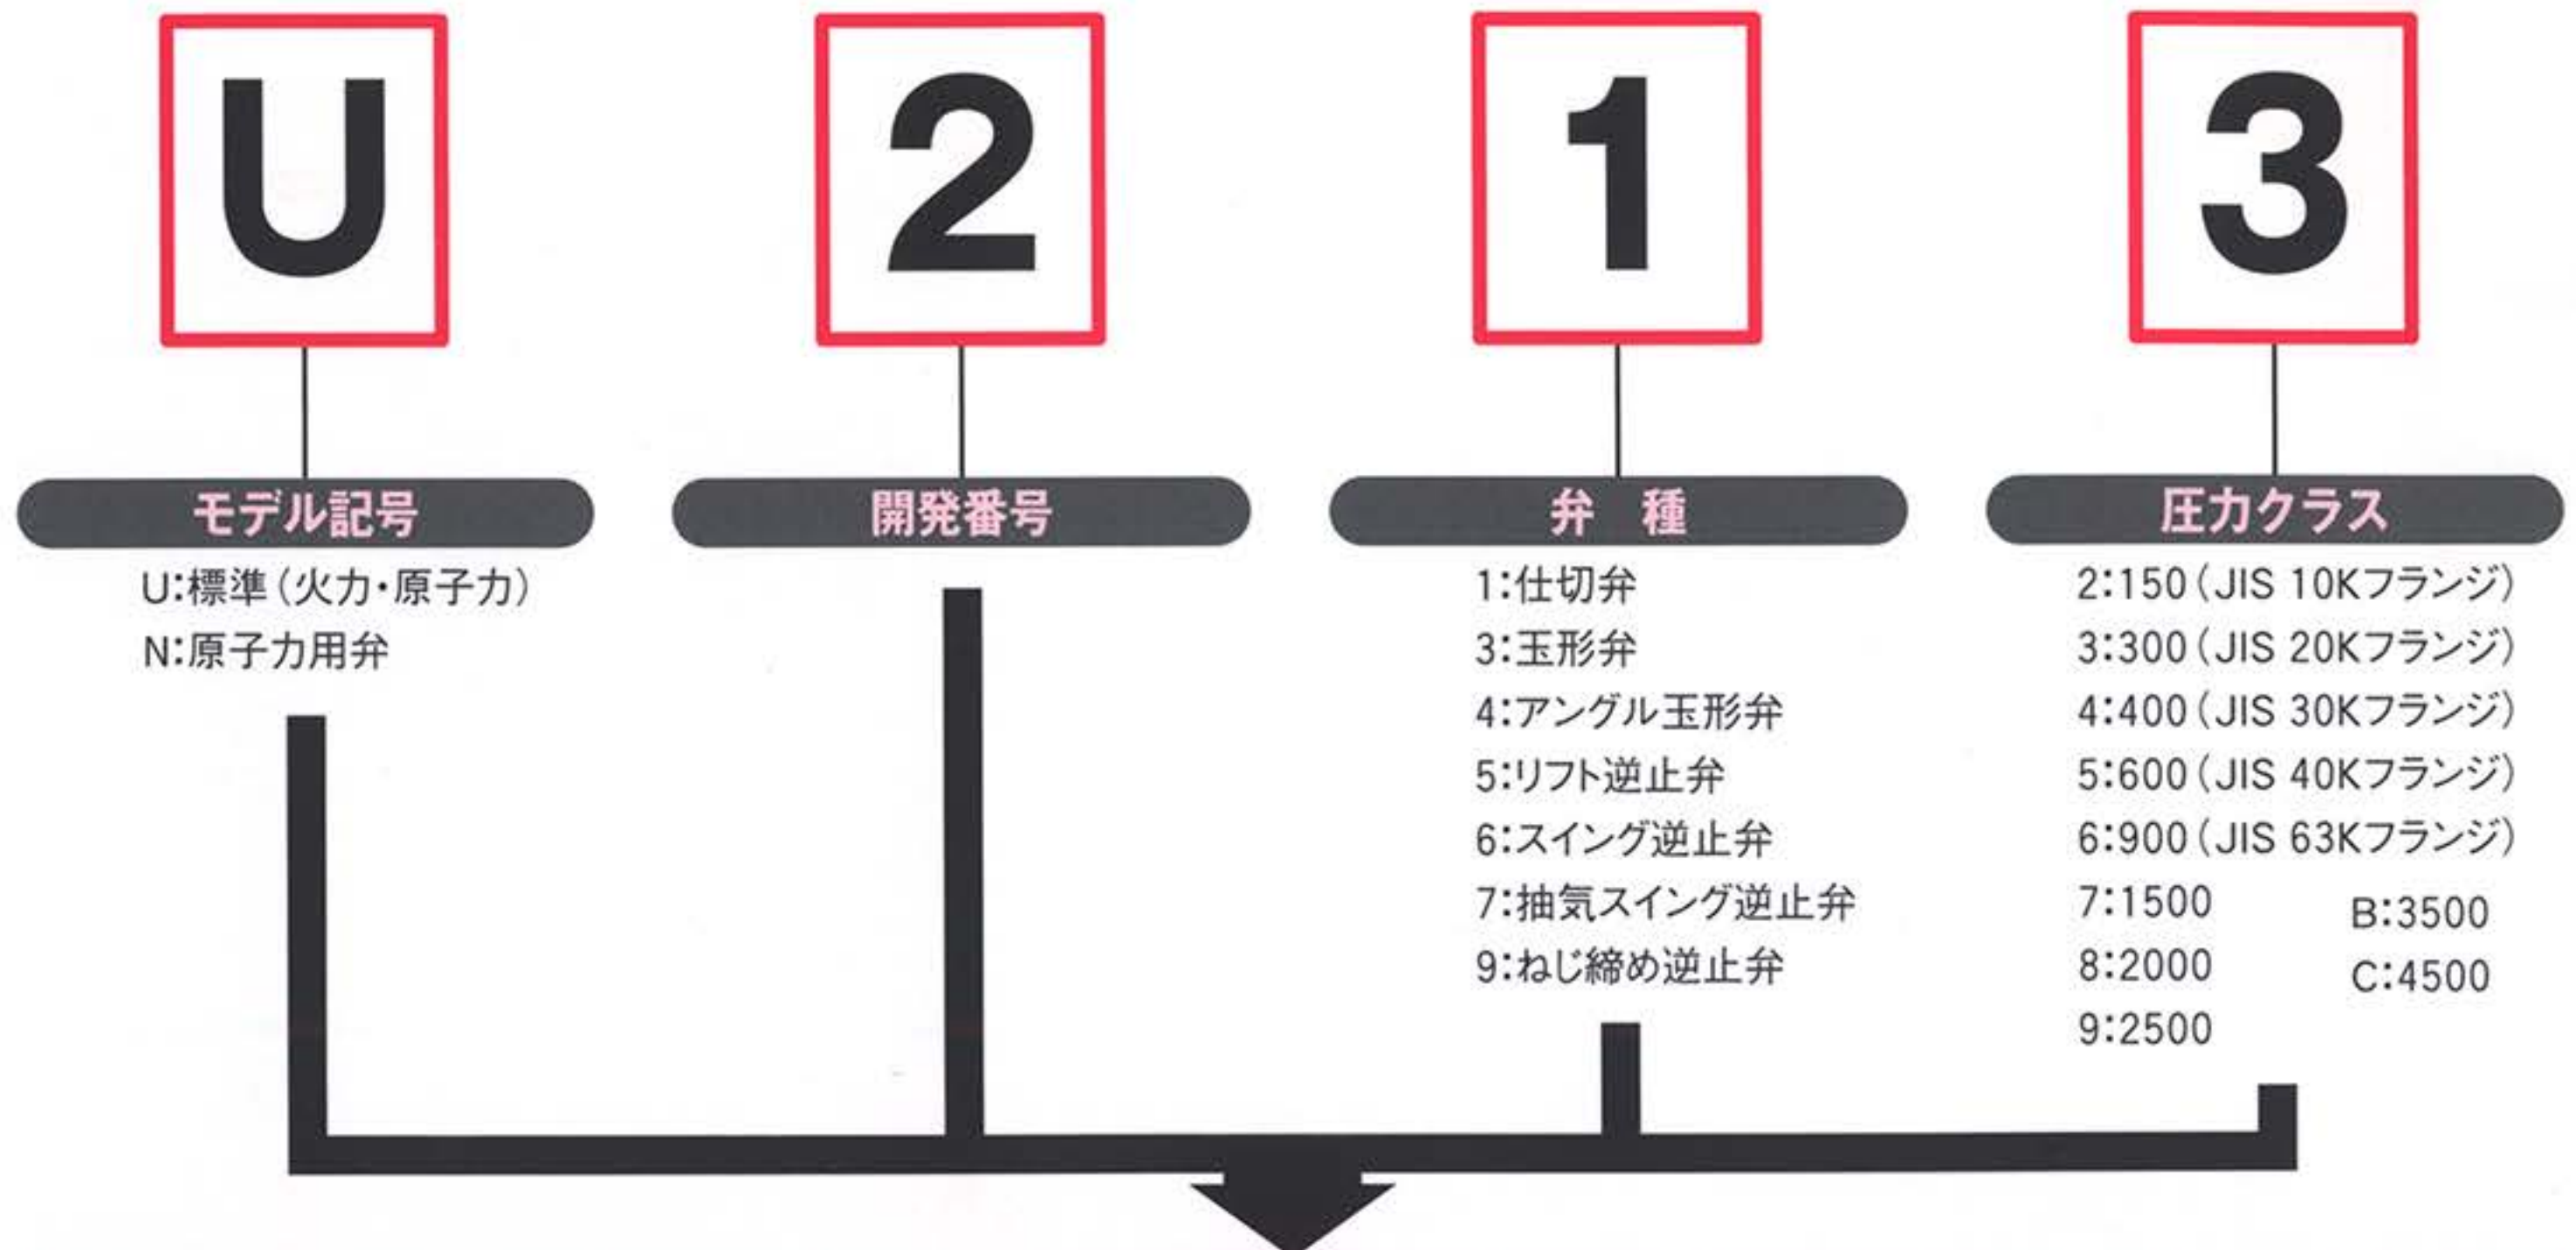 U 2 1 3
モデル記号
U:標準(火力・原子力)
N:原子力用弁
開発番号
弁 種
1:仕切弁
3:玉形弁
4:アングル玉形弁
5:リフト逆止弁
6:スイング逆止弁
7:抽気スイング逆止弁
9:ねじ締め逆止弁
圧力クラス
2:150(JIS 10Kフランジ)
3:300(JIS 20Kフランジ)
4:400(JIS 30Kフランジ)
5:600(JIS 40Kフランジ)
6:900(JIS 63Kフランジ)
7:1500
8:2000
9:2500
B:3500
C:4500